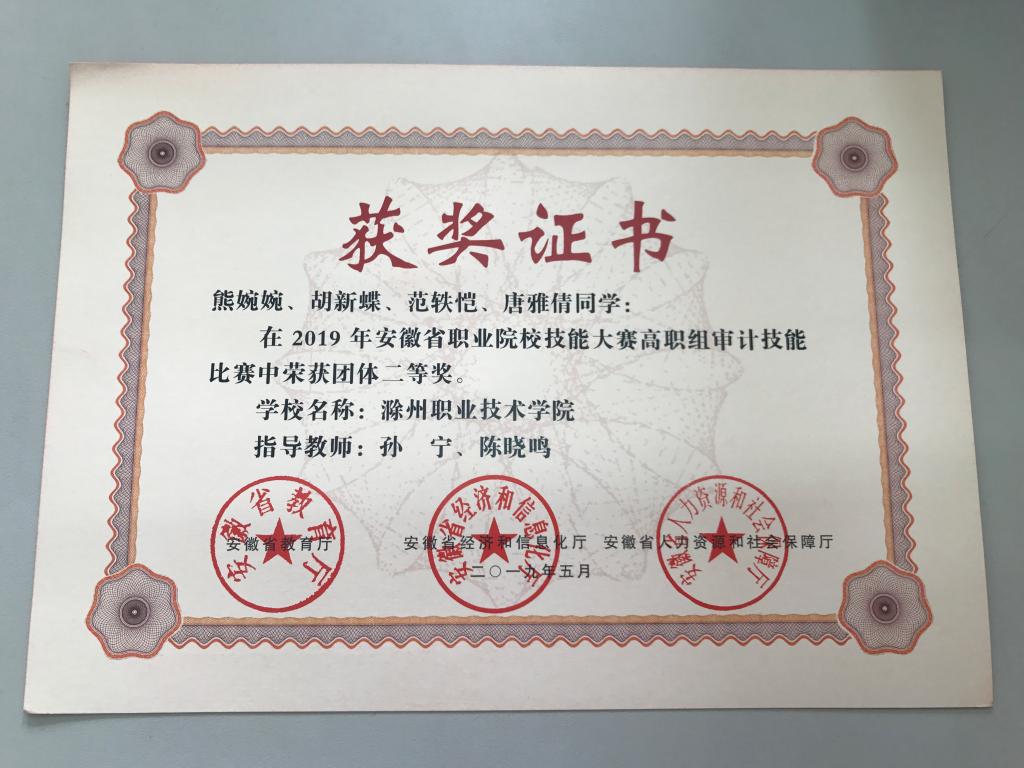 获奖证书
熊婉婉、胡新蝶、范轶恺、唐雅倩同学：
在 2019 年安徽省职业院校技能大赛高职组审计技能
比赛中荣获团体二等奖。
学校名称：滁州职业技术学院
指导教师：孙　宁、陈晓鸣
安徽省教育厅
安徽省经济和信息化厅
安徽省人力资源和社会保障厅
安徽省教育厅　安徽省经济和信息化厅　安徽省人力资源和社会保障厅
二〇一九年五月